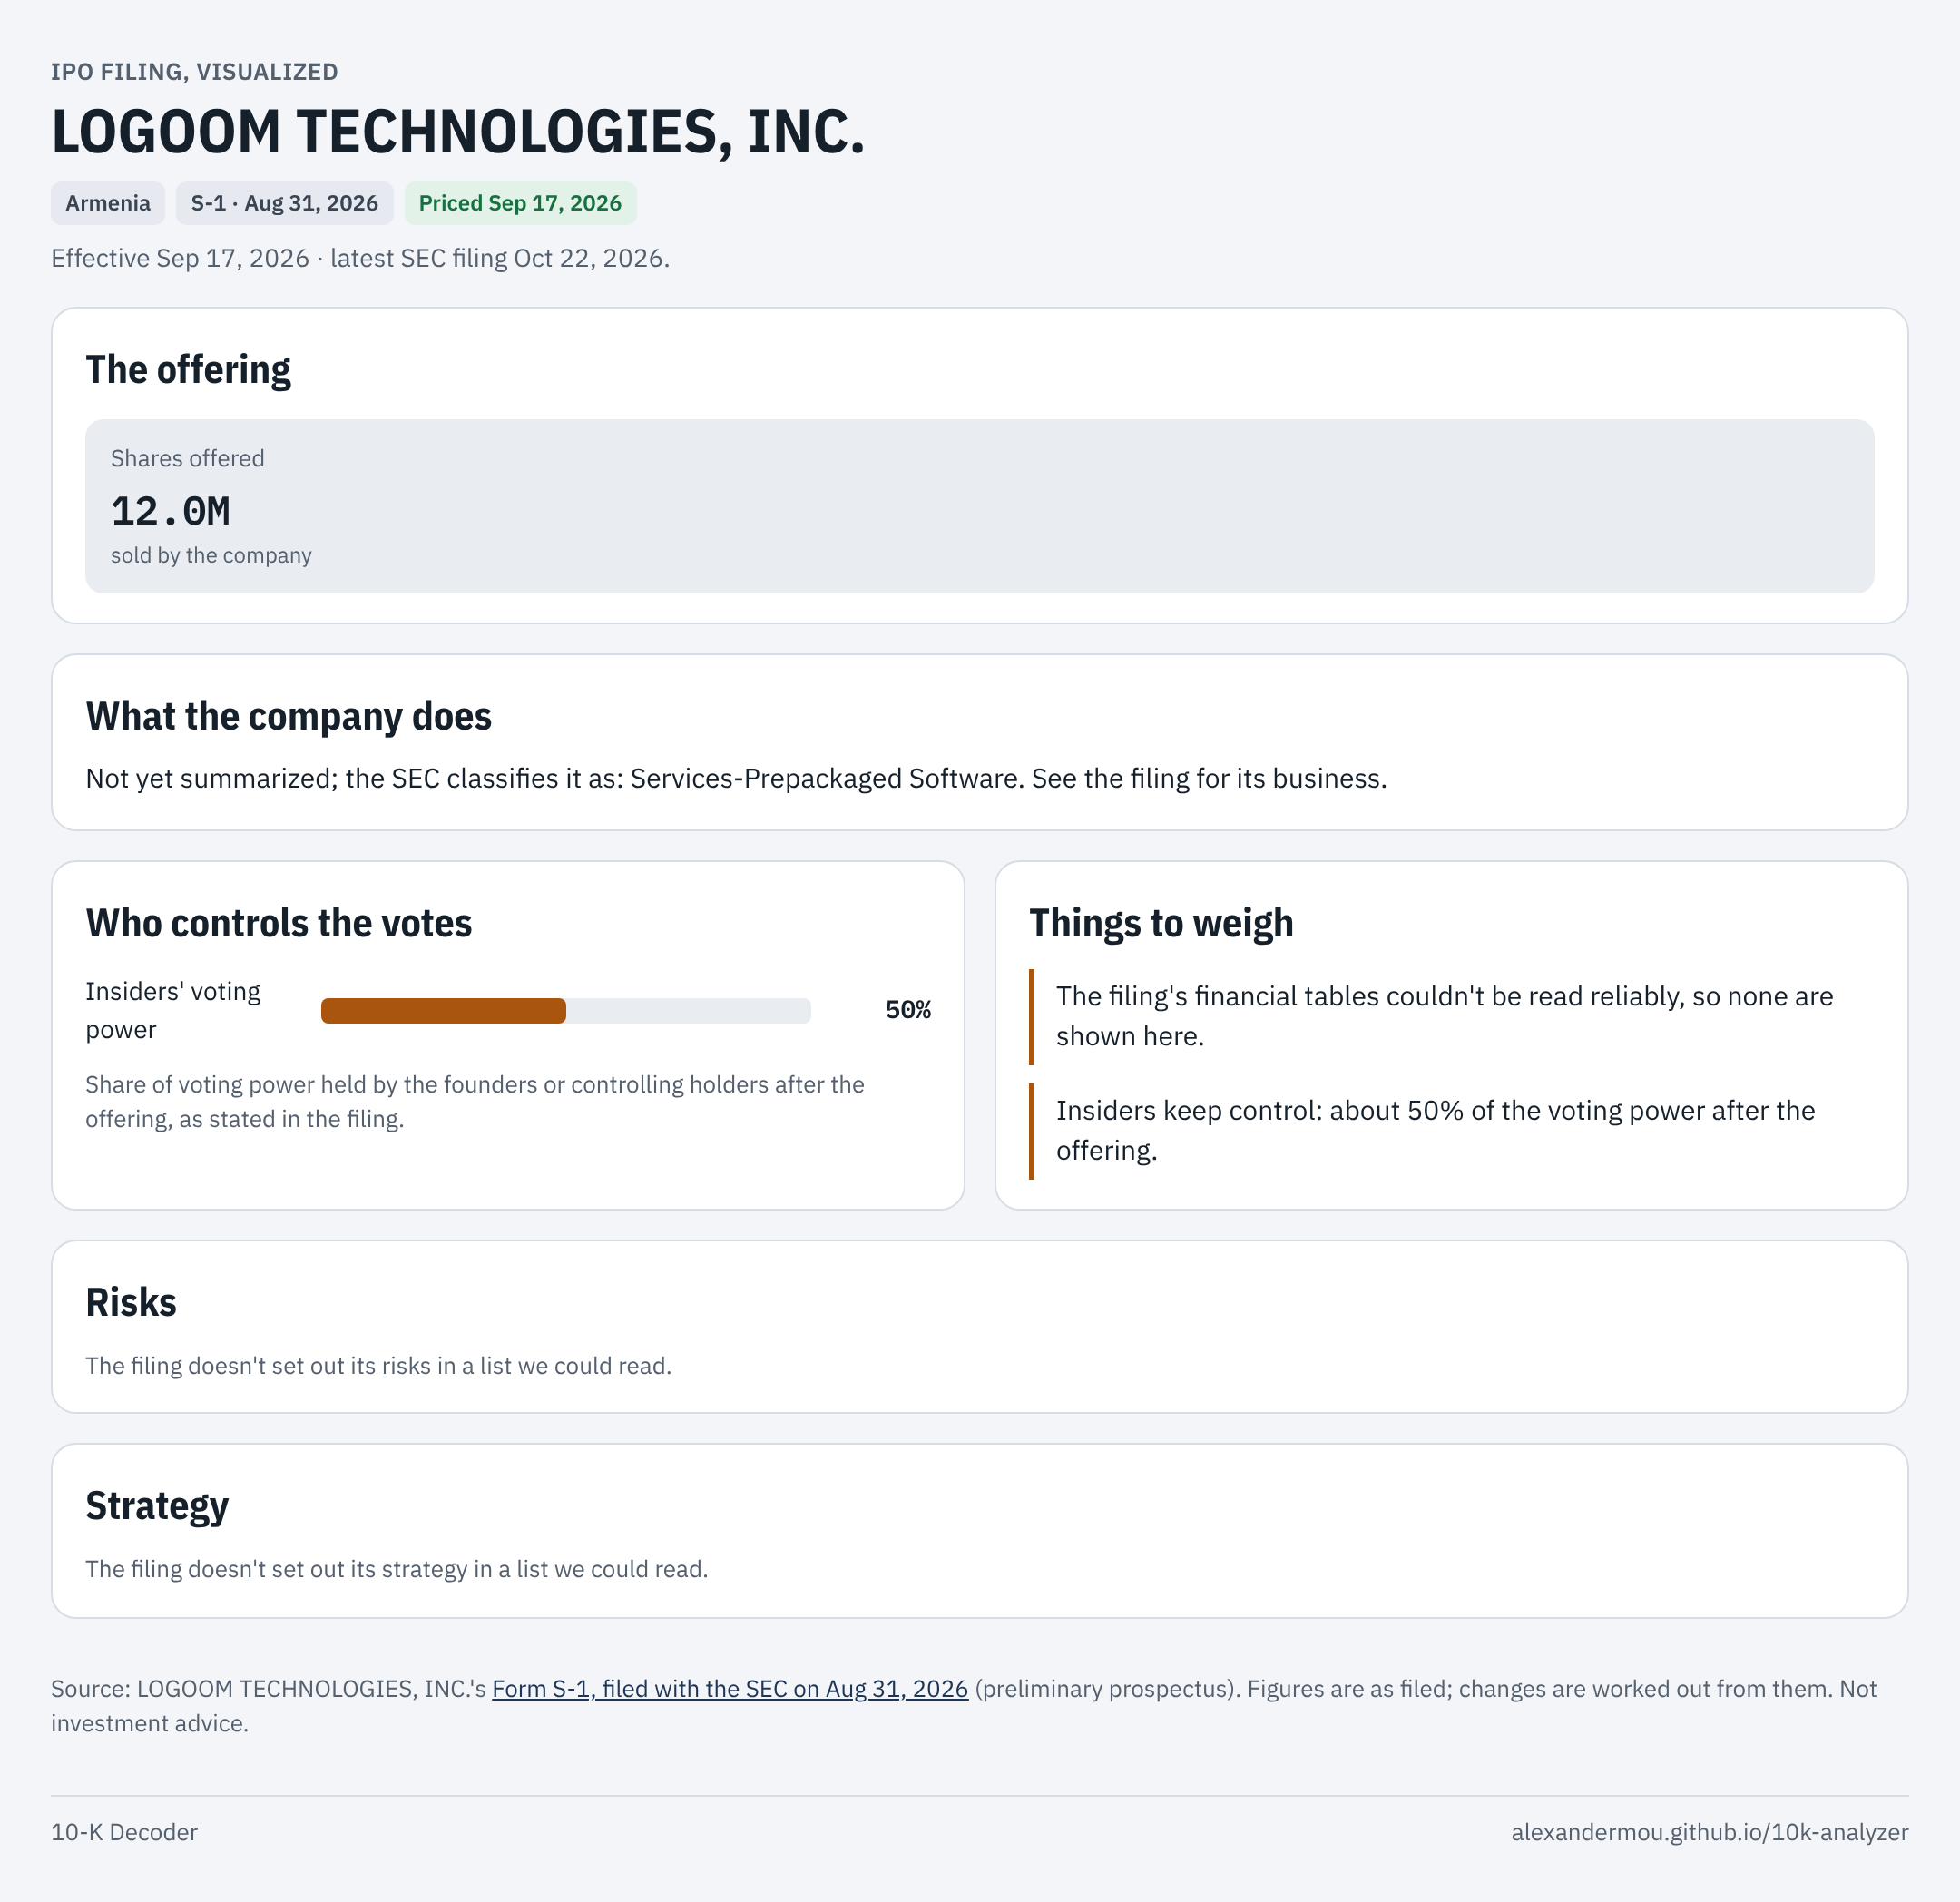 IPO FILING, VISUALIZED
LOGOOM TECHNOLOGIES, INC.
Armenia
S-1 · Aug 31, 2026
Priced Sep 17, 2026
Effective Sep 17, 2026 · latest SEC filing Oct 22, 2026.
The offering
Shares offered
12.0M
sold by the company
What the company does
Not yet summarized; the SEC classifies it as: Services-Prepackaged Software. See the filing for its business.
Who controls the votes
Insiders' voting
power
50%
Share of voting power held by the founders or controlling holders after the
offering, as stated in the filing.
Things to weigh
The filing's financial tables couldn't be read reliably, so none are
shown here.
Insiders keep control: about 50% of the voting power after the
offering.
Risks
The filing doesn't set out its risks in a list we could read.
Strategy
The filing doesn't set out its strategy in a list we could read.
Source: LOGOOM TECHNOLOGIES, INC.'s Form S-1, filed with the SEC on Aug 31, 2026 (preliminary prospectus). Figures are as filed; changes are worked out from them. Not
investment advice.
10-K Decoder
alexandermou.github.io/10k-analyzer